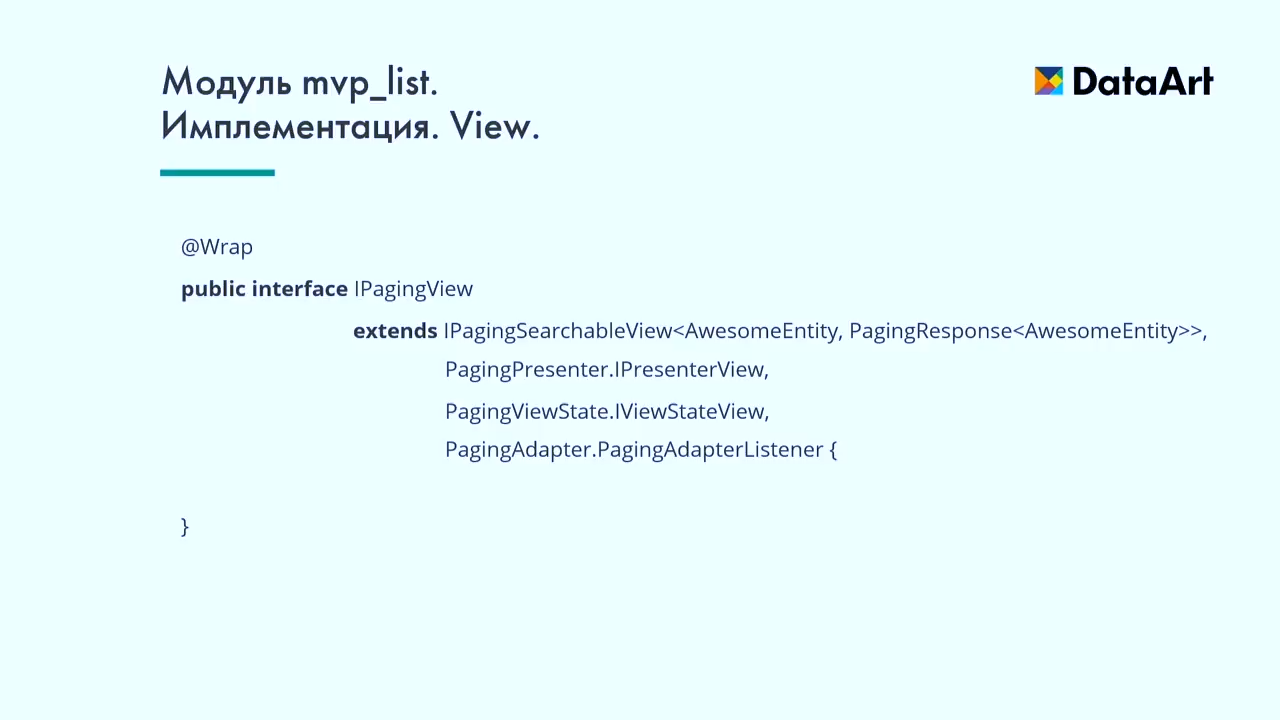 Модуль mvp_list.
Имплементация. View.
DataArt
@Wrap
public interface IPagingView
extends IPagingSearchableView<AwesomeEntity, PagingResponse<AwesomeEntity>>,
PagingPresenter.IPresenterView,
PagingViewState.IViewStateView,
PagingAdapter.PagingAdapterListener {
}